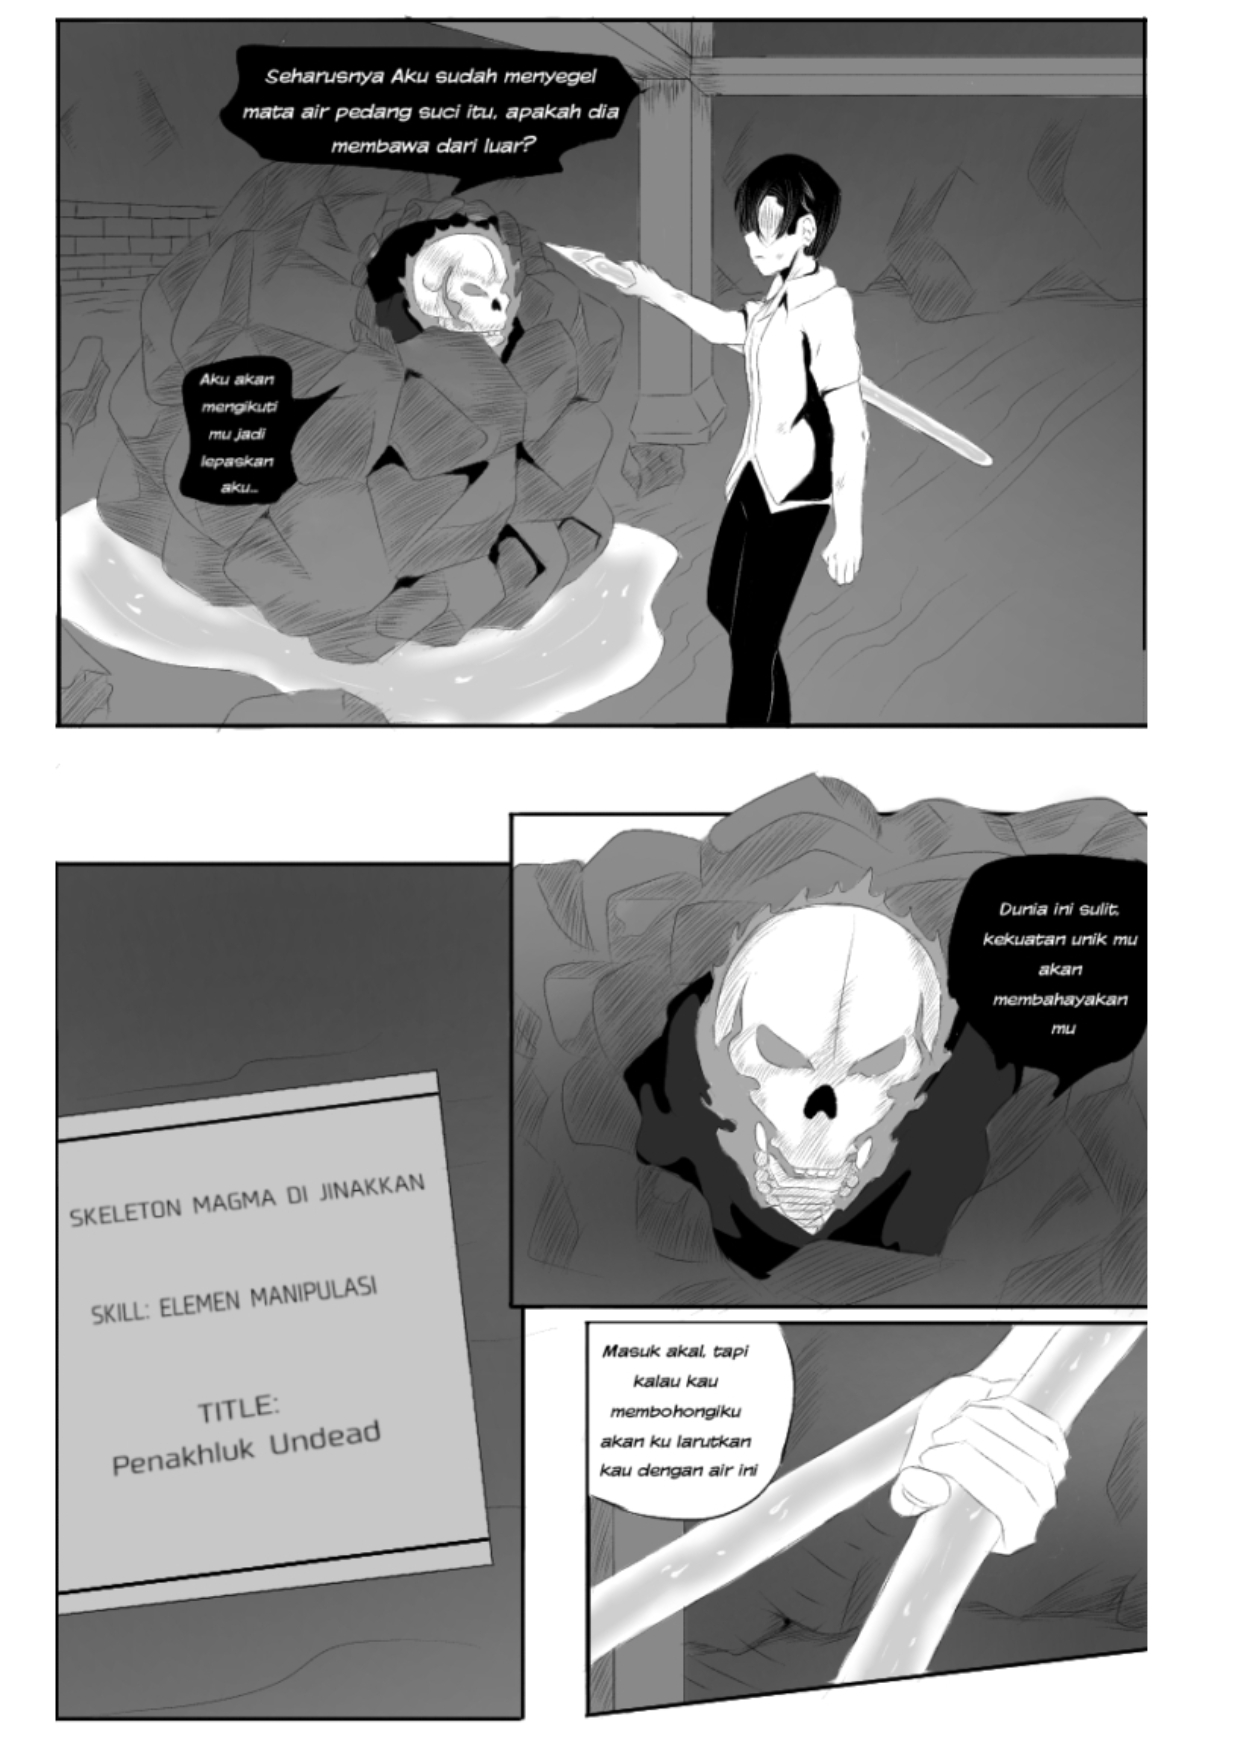 Seharusnya Aku sudah menyegel
mata air pedang suci itu, apakah dia
membawa dari luar?
Aku akan
mengikuti
mu jadi
lepaskan
aku...
Dunia ini sulit,
kekuatan unik mu
akan
membahayakan
mu
SKELETON MAGMA DI JINAKKAN
SKILL: ELEMEN MANIPULASI
TITLE:
Penakhluk Undead
Masuk akal, tapi
kalau kau
membohongiku
akan ku larutkan
kau dengan air ini